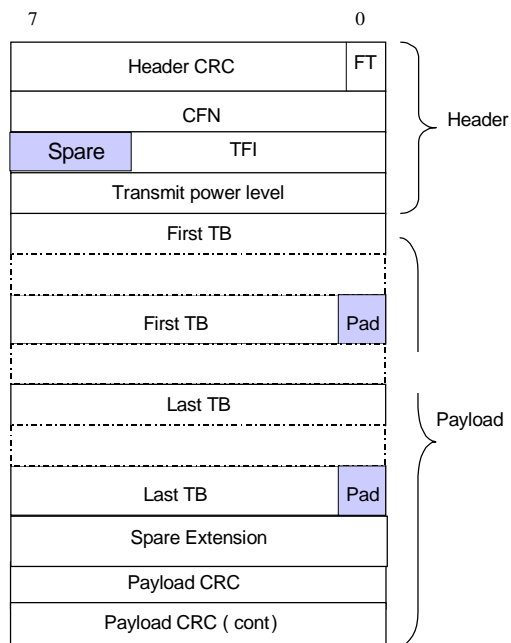 7 0
Header CRC FT
CFN
Header
Spare TFI
Transmit power level
First TB
First TB Pad
Last TB
Payload
Last TB Pad
Spare Extension
Payload CRC
Payload CRC ( cont)